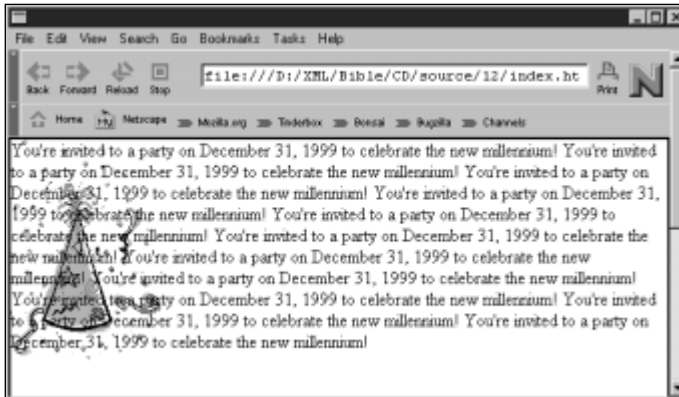 File Edit View Search Go Bookmarks Tasks Help
file:///D:/XML/Bible/CD/source/12/index.ht
Back Forward Reload Stop Print N
Home My Netscape Mozilla.org Tinderbox Bonsai Bugzilla Channels
You're invited to a party on December 31, 1999 to celebrate the new millennium! You're invited
to a party on December 31, 1999 to celebrate the new millennium! You're invited to a party on
December 31, 1999 to celebrate the new millennium! You're invited to a party on December 31,
1999 to celebrate the new millennium! You're invited to a party on December 31, 1999 to
celebrate the new millennium! You're invited to a party on December 31, 1999 to celebrate the
new millennium! You're invited to a party on December 31, 1999 to celebrate the new
millennium! You're invited to a party on December 31, 1999 to celebrate the new millennium!
You're invited to a party on December 31, 1999 to celebrate the new millennium! You're invited
to a party on December 31, 1999 to celebrate the new millennium! You're invited to a party on
December 31, 1999 to celebrate the new millennium!